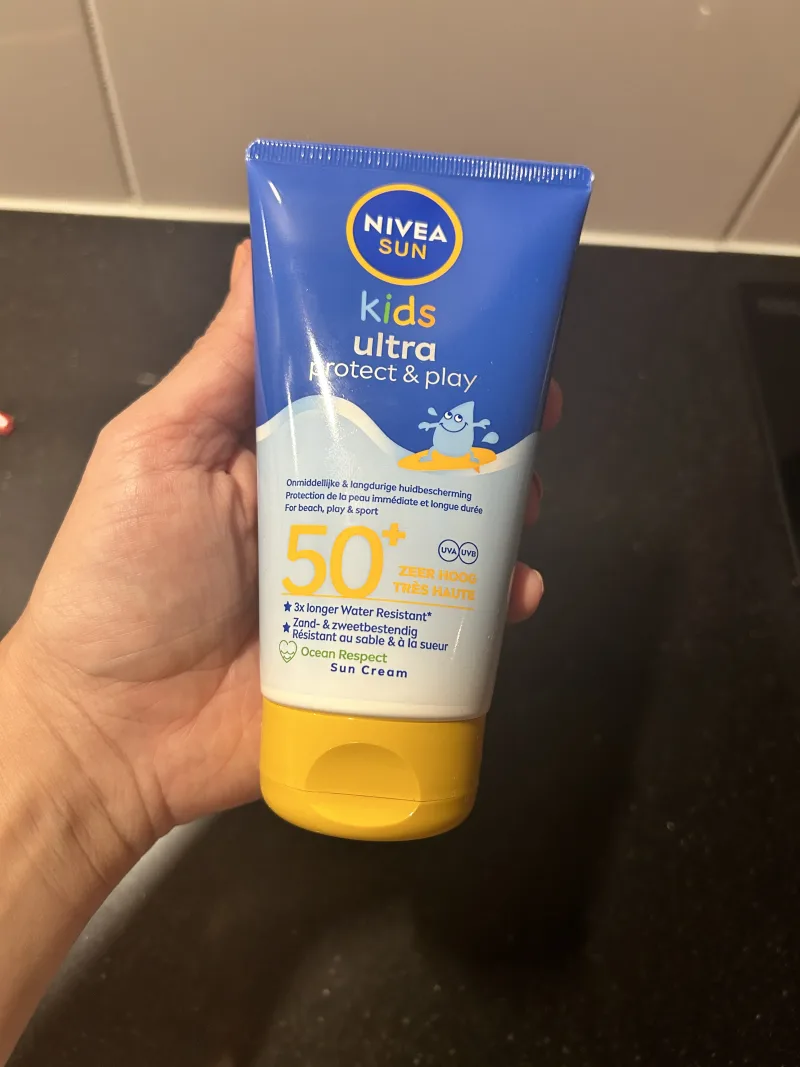 NIVEA
SUN
kids
ultra
protect & play
Onmiddellijke & langdurige huidbescherming
Protection de la peau immédiate et longue durée
For beach, play & sport
50+
UVA UVB
ZEER HOOG
TRÈS HAUTE
3x longer Water Resistant*
Zand- & zweetbestendig
Résistant au sable & à la sueur
Ocean Respect
Sun Cream